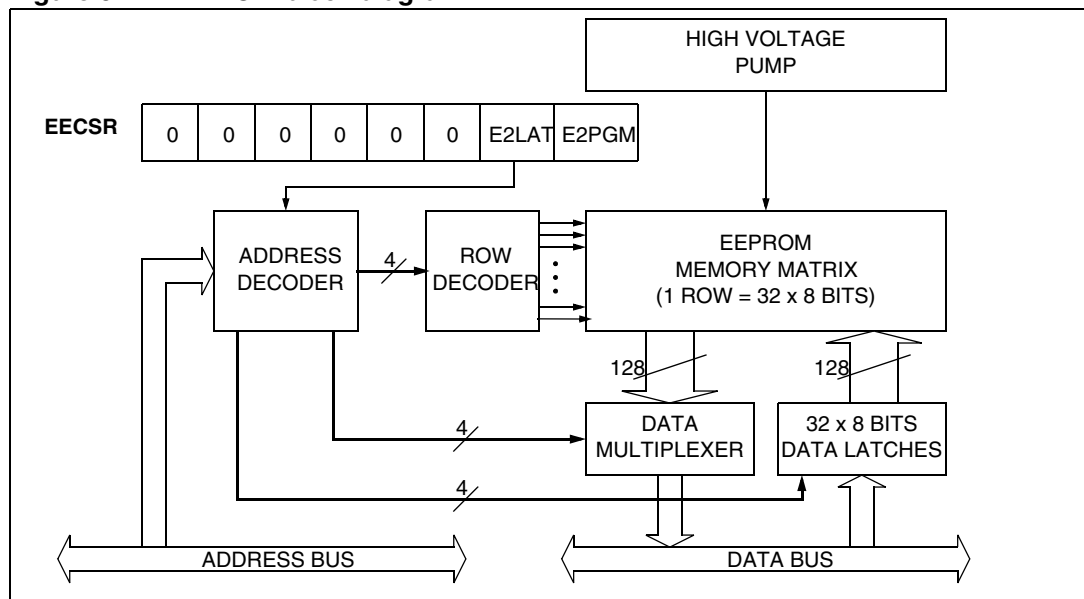 HIGH VOLTAGE
PUMP
EECSR 0 0 0 0 0 0 E2LAT E2PGM
ADDRESS
DECODER
4
ROW
DECODER
EEPROM
MEMORY MATRIX
(1 ROW = 32 x 8 BITS)
128
128
4
DATA
MULTIPLEXER
32 x 8 BITS
DATA LATCHES
4
ADDRESS BUS
DATA BUS